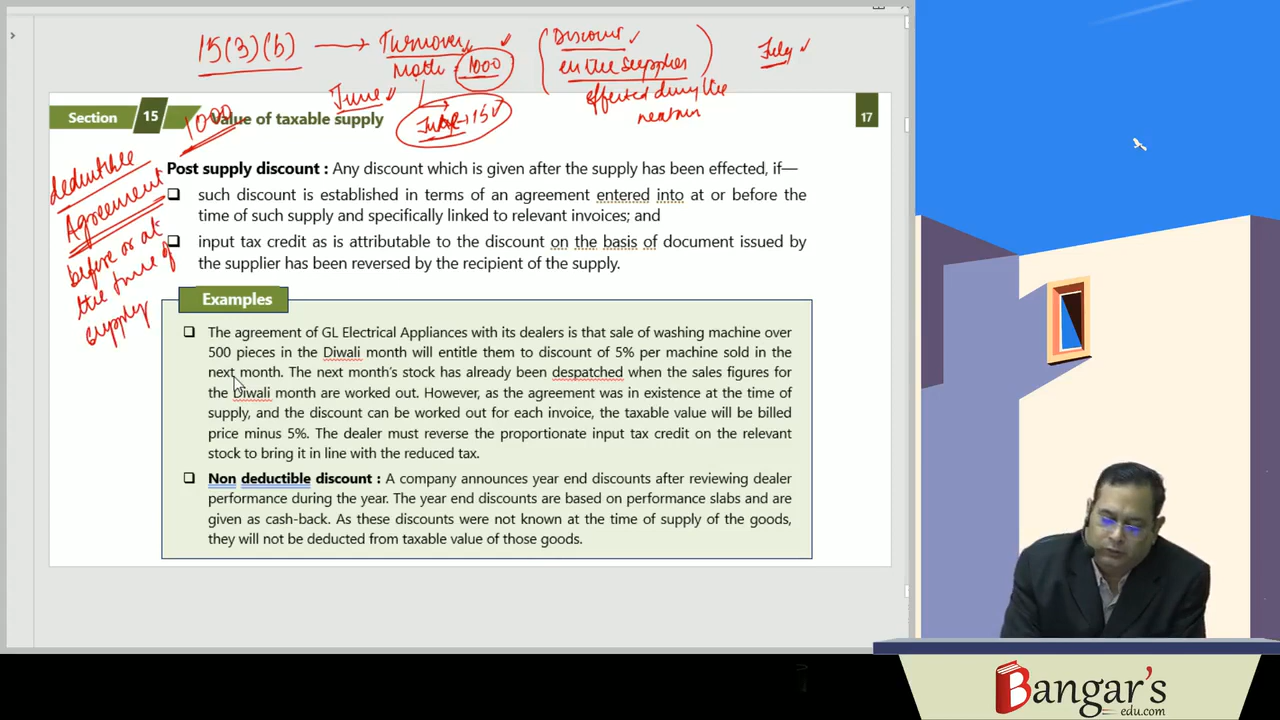 15(3)(b) → Turnover
Discount
on the supplies
effected during the
July
1000
June
July 15
1000
Section 15 Value of taxable supply 17
deductible
Agreement
before or at
the time of
supply
Post supply discount : Any discount which is given after the supply has been effected, if—
such discount is established in terms of an agreement entered into at or before the
time of such supply and specifically linked to relevant invoices; and
input tax credit as is attributable to the discount on the basis of document issued by
the supplier has been reversed by the recipient of the supply.
Examples
The agreement of GL Electrical Appliances with its dealers is that sale of washing machine over
500 pieces in the Diwali month will entitle them to discount of 5% per machine sold in the
next month. The next month's stock has already been despatched when the sales figures for
the Diwali month are worked out. However, as the agreement was in existence at the time of
supply, and the discount can be worked out for each invoice, the taxable value will be billed
price minus 5%. The dealer must reverse the proportionate input tax credit on the relevant
stock to bring it in line with the reduced tax.
Non deductible discount : A company announces year end discounts after reviewing dealer
performance during the year. The year end discounts are based on performance slabs and are
given as cash-back. As these discounts were not known at the time of supply of the goods,
they will not be deducted from taxable value of those goods.
Bangar's
edu.com